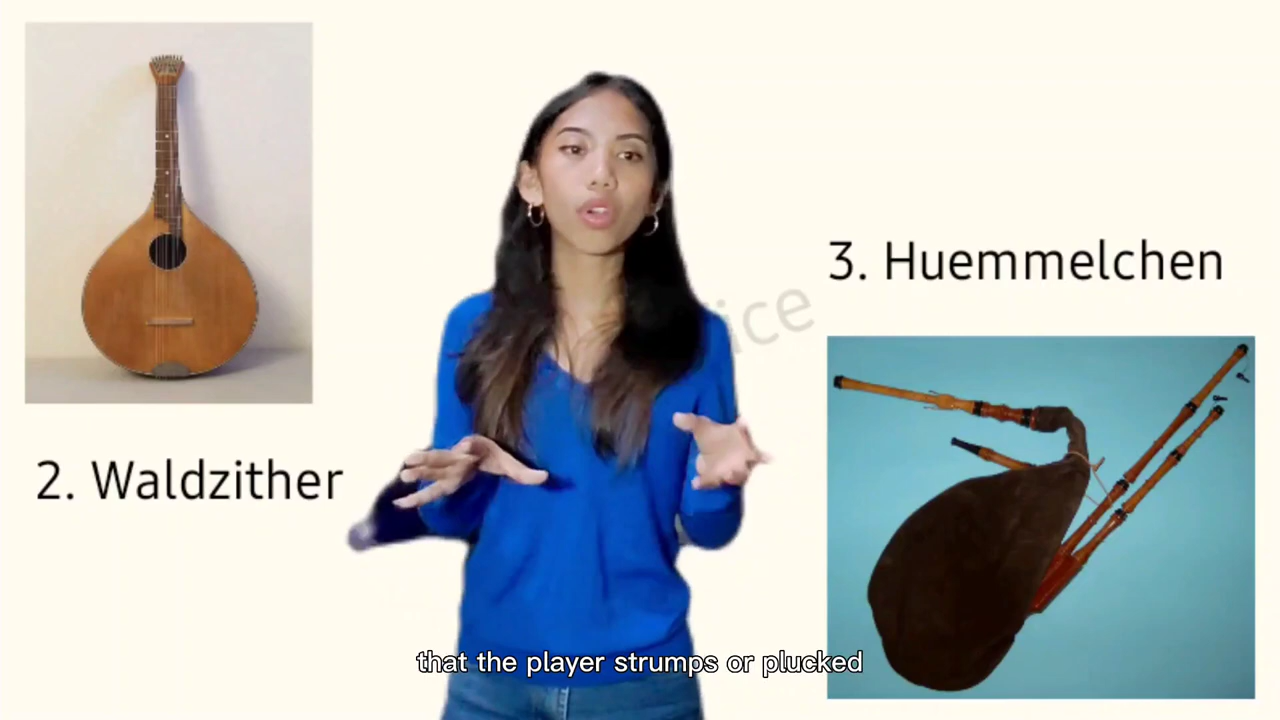 3. Huemmelchen
2. Waldzither
that the player strumps or plucked